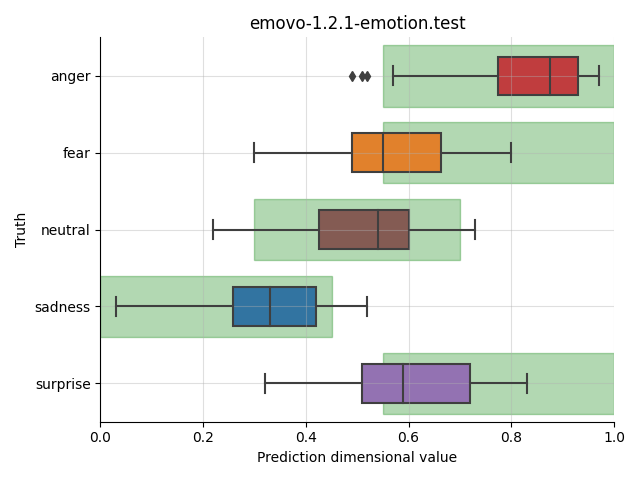 emovo-1.2.1-emotion.test
Truth
anger
fear
neutral
sadness
surprise
0.0 0.2 0.4 0.6 0.8 1.0
Prediction dimensional value